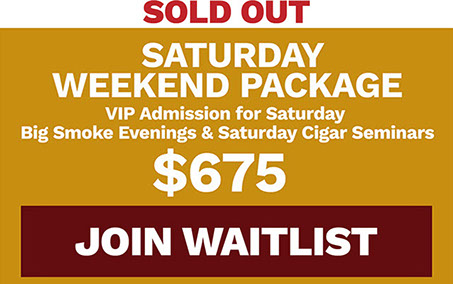 SOLD OUT
SATURDAY
WEEKEND PACKAGE
VIP Admission for Saturday
Big Smoke Evenings & Saturday Cigar Seminars
$675
JOIN WAITLIST